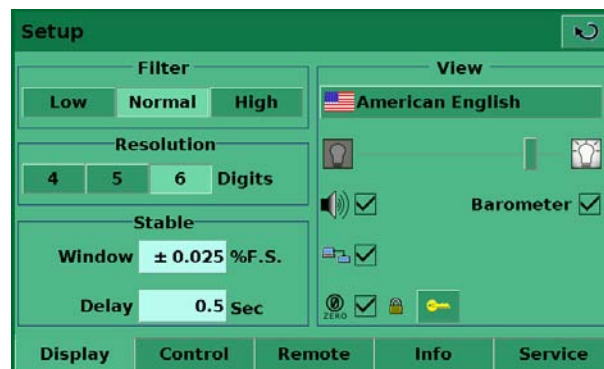 Setup
Filter
Low Normal High
Resolution
4 5 6 Digits
Stable
Window ± 0.025 %F.S.
Delay 0.5 Sec
View
American English
Barometer
0
ZERO
Display Control Remote Info Service